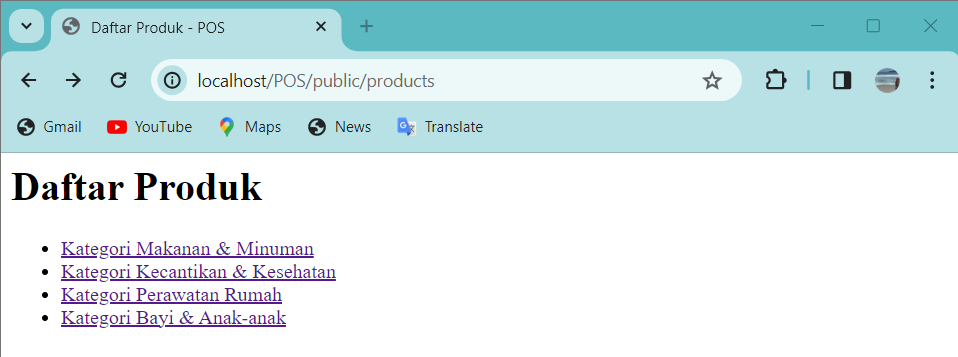 Daftar Produk - POS
localhost/POS/public/products
Gmail YouTube Maps News Translate
Daftar Produk
Kategori Makanan & Minuman
Kategori Kecantikan & Kesehatan
Kategori Perawatan Rumah
Kategori Bayi & Anak-anak